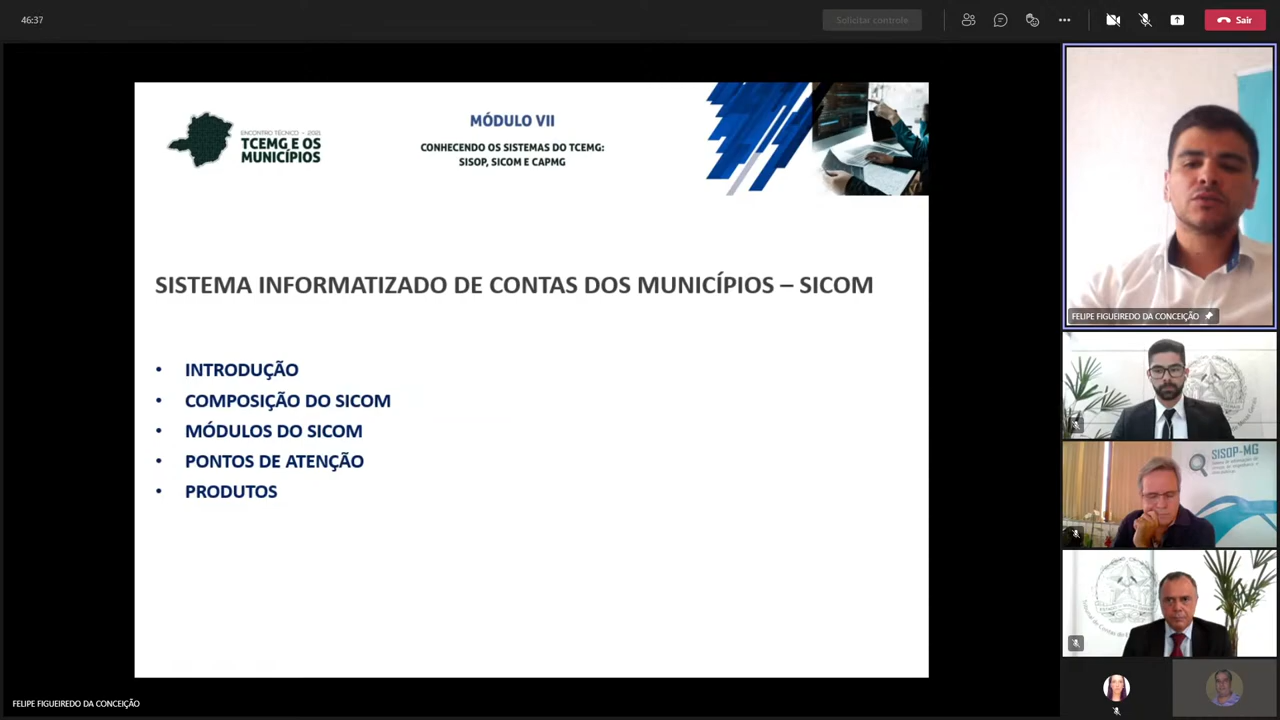 46:37
Solicitar controle
Sair
ENCONTRO TÉCNICO - 2021
TCEMG E OS
MUNICÍPIOS
MÓDULO VII
CONHECENDO OS SISTEMAS DO TCEMG:
SISOP, SICOM E CAPMG
SISTEMA INFORMATIZADO DE CONTAS DOS MUNICÍPIOS – SICOM
• INTRODUÇÃO
• COMPOSIÇÃO DO SICOM
• MÓDULOS DO SICOM
• PONTOS DE ATENÇÃO
• PRODUTOS
FELIPE FIGUEIREDO DA CONCEIÇÃO
SISOP-MG
FELIPE FIGUEIREDO DA CONCEIÇÃO